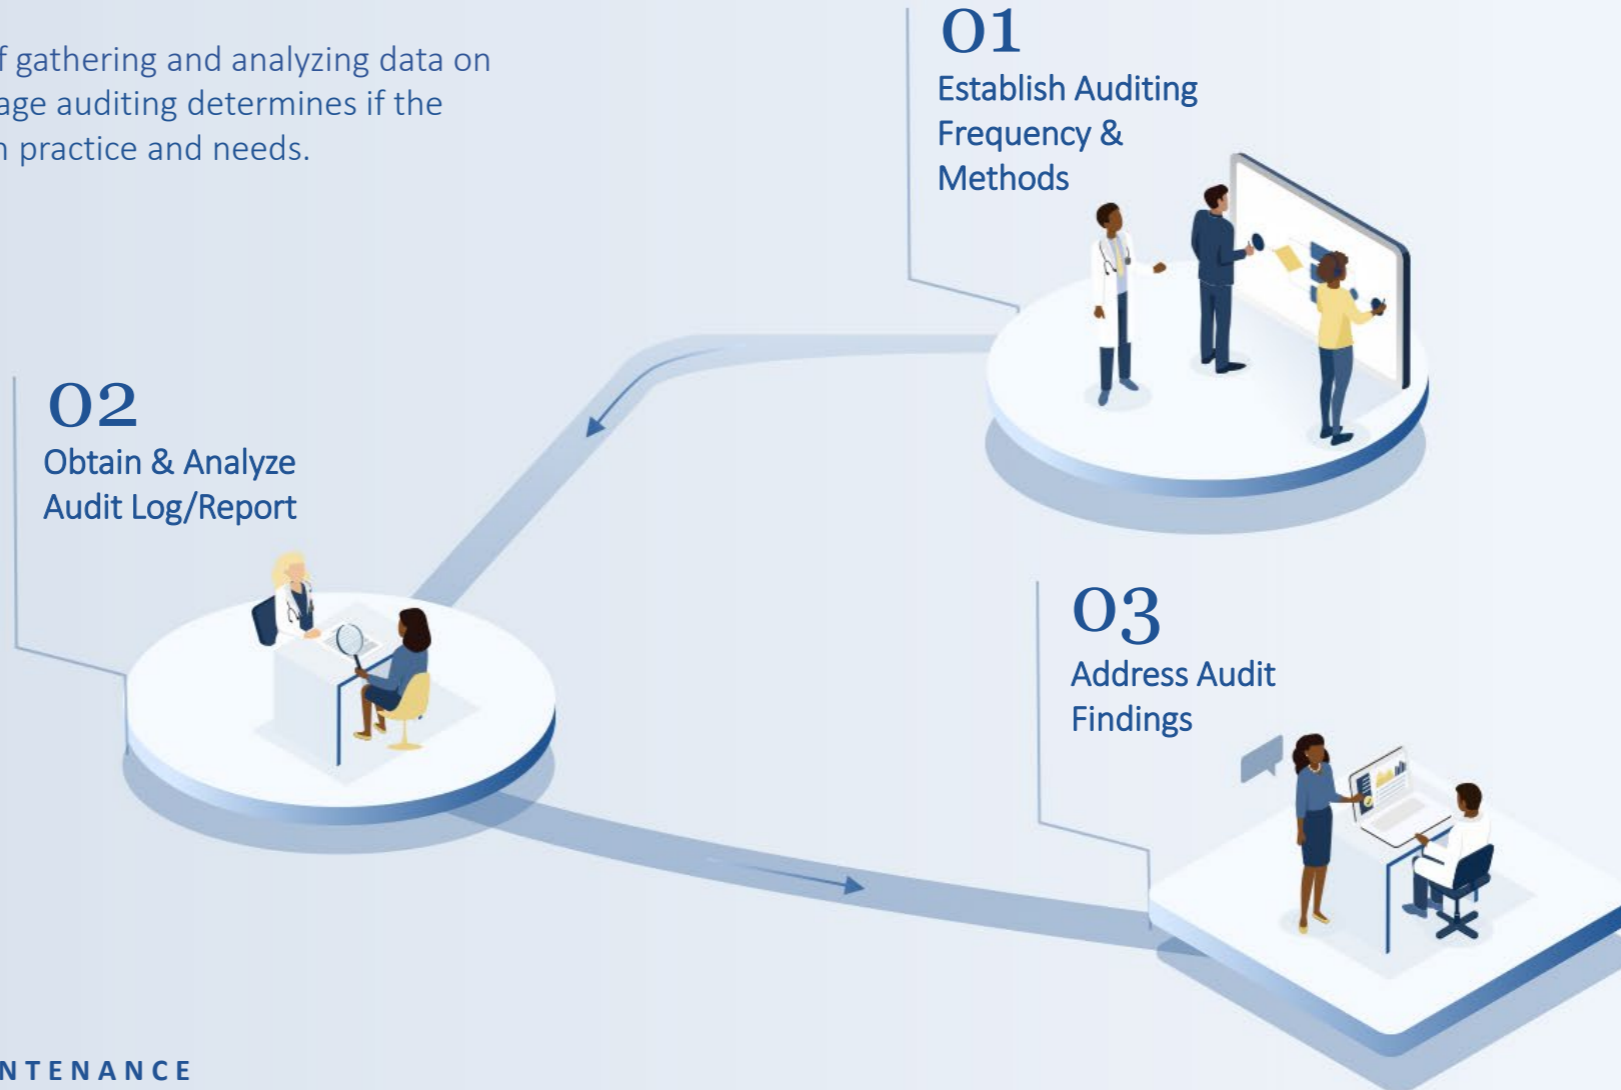 f gathering and analyzing data on
age auditing determines if the
n practice and needs.
01
Establish Auditing
Frequency &
Methods
02
Obtain & Analyze
Audit Log/Report
03
Address Audit
Findings
NTENANCE